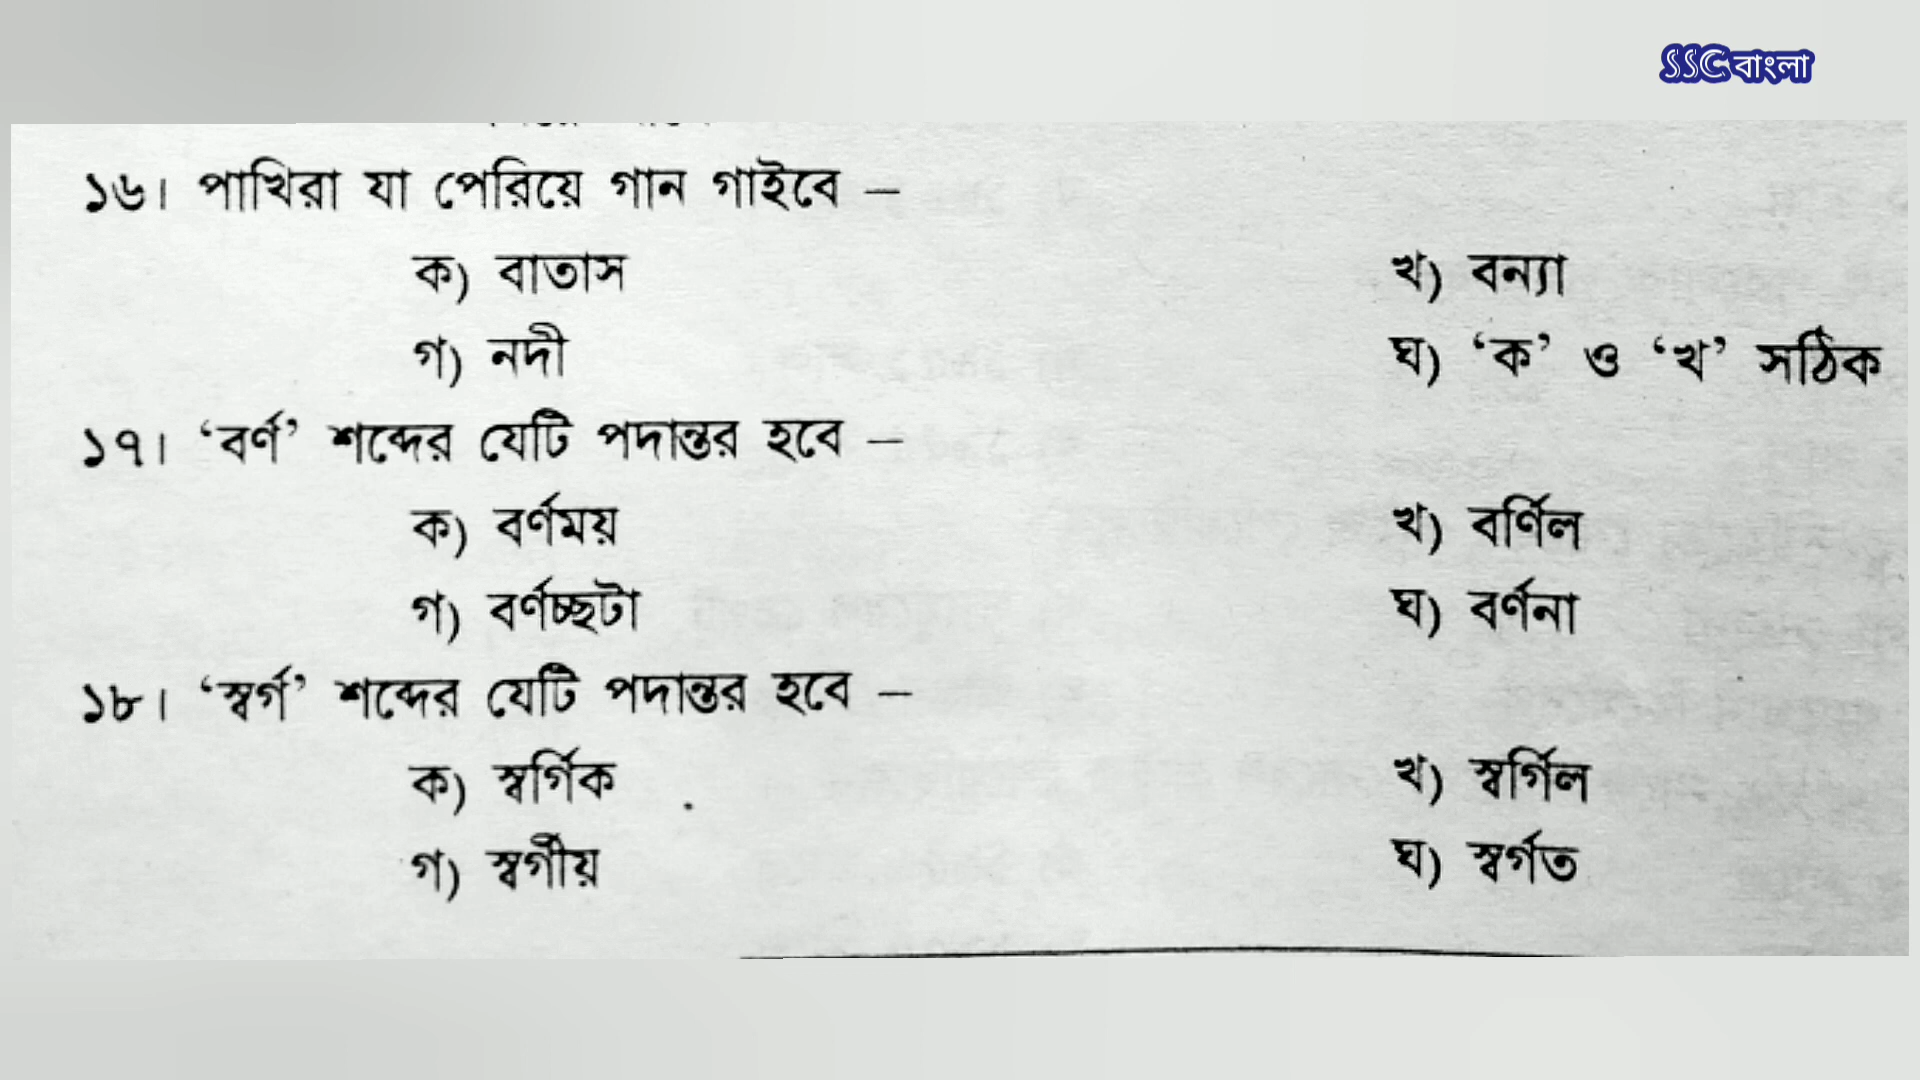 SSC বাংলা
১৬। পাখিরা যা পেরিয়ে গান গাইবে –
ক) বাতাস খ) বন্যা
গ) নদী ঘ) ‘ক’ ও ‘খ’ সঠিক
১৭। ‘বর্ণ’ শব্দের যেটি পদান্তর হবে –
ক) বর্ণময় খ) বর্ণিল
গ) বর্ণচ্ছটা ঘ) বর্ণনা
১৮। ‘স্বর্গ’ শব্দের যেটি পদান্তর হবে –
ক) স্বর্গিক খ) স্বর্গিল
গ) স্বর্গীয় ঘ) স্বর্গত